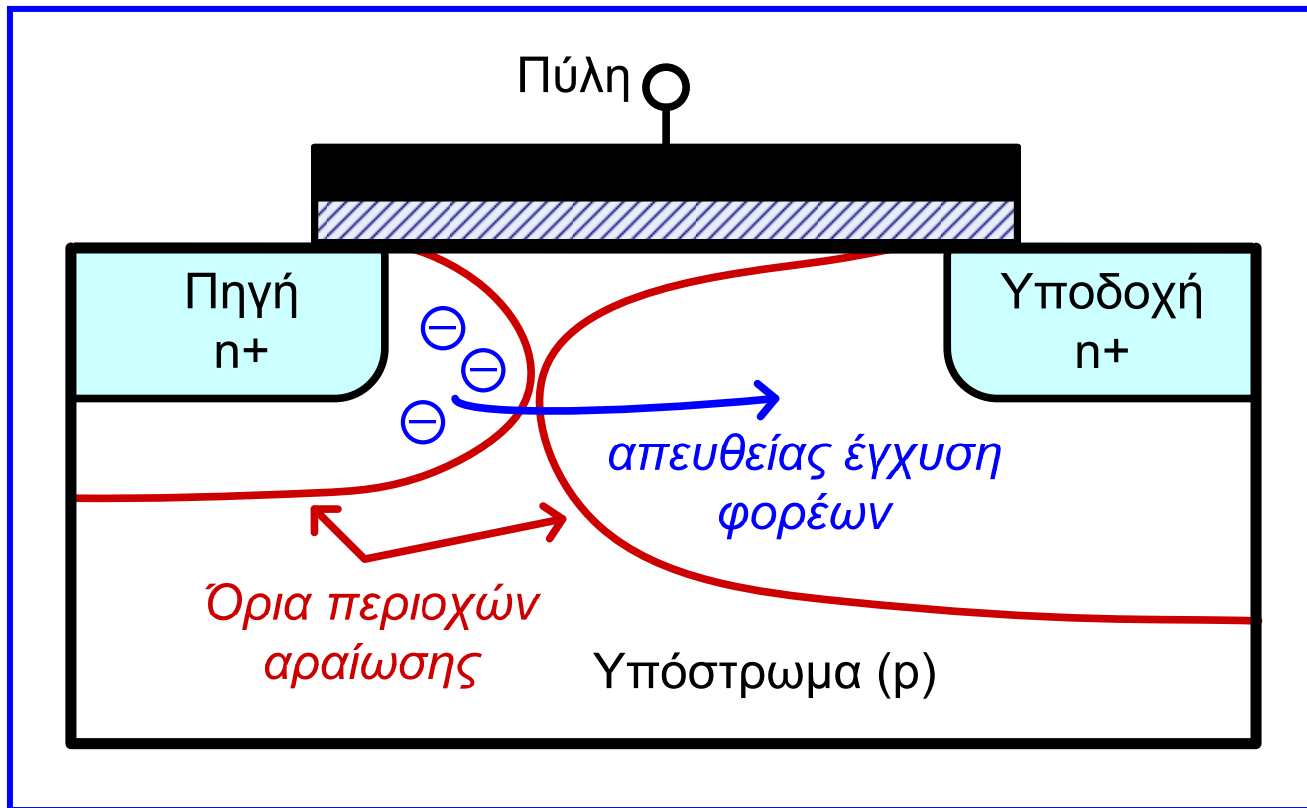 Πύλη
Πηγή
n+
Υποδοχή
n+
απευθείας έγχυση
φορέων
Όρια περιοχών
αραίωσης
Υπόστρωμα (p)